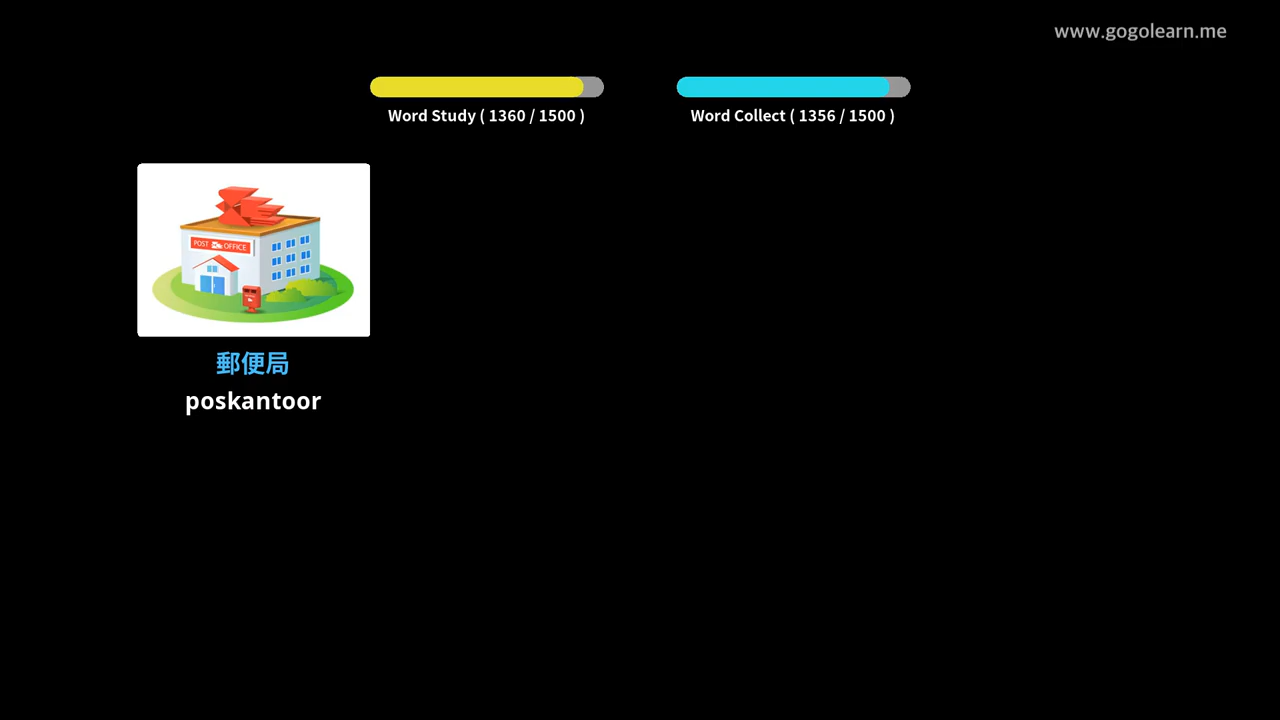 www.gogolearn.me
Word Study ( 1360 / 1500 )
Word Collect ( 1356 / 1500 )
POST OFFICE
郵便局
poskantoor